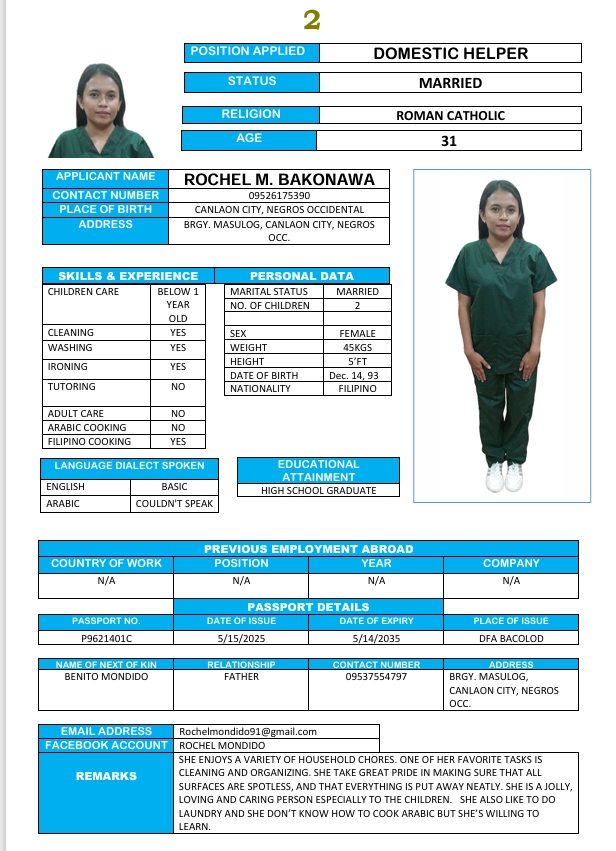 2
POSITION APPLIED DOMESTIC HELPER
STATUS MARRIED
RELIGION ROMAN CATHOLIC
AGE 31
APPLICANT NAME ROCHEL M. BAKONAWA
CONTACT NUMBER 09526175390
PLACE OF BIRTH CANLAON CITY, NEGROS OCCIDENTAL
ADDRESS BRGY. MASULOG, CANLAON CITY, NEGROS
OCC.
SKILLS & EXPERIENCE
CHILDREN CARE BELOW 1
YEAR
OLD
CLEANING YES
WASHING YES
IRONING YES
TUTORING NO
ADULT CARE NO
ARABIC COOKING NO
FILIPINO COOKING YES
PERSONAL DATA
MARITAL STATUS MARRIED
NO. OF CHILDREN 2
SEX FEMALE
WEIGHT 45KGS
HEIGHT 5'FT
DATE OF BIRTH Dec. 14, 93
NATIONALITY FILIPINO
LANGUAGE DIALECT SPOKEN
ENGLISH BASIC
ARABIC COULDN'T SPEAK
EDUCATIONAL
ATTAINMENT
HIGH SCHOOL GRADUATE
PREVIOUS EMPLOYMENT ABROAD
COUNTRY OF WORK POSITION YEAR COMPANY
N/A N/A N/A N/A
PASSPORT DETAILS
PASSPORT NO. DATE OF ISSUE DATE OF EXPIRY PLACE OF ISSUE
P9621401C 5/15/2025 5/14/2035 DFA BACOLOD
NAME OF NEXT OF KIN RELATIONSHIP CONTACT NUMBER ADDRESS
BENITO MONDIDO FATHER 09537554797 BRGY. MASULOG,
CANLAON CITY, NEGROS
OCC.
EMAIL ADDRESS Rochelmondido91@gmail.com
FACEBOOK ACCOUNT ROCHEL MONDIDO
REMARKS
SHE ENJOYS A VARIETY OF HOUSEHOLD CHORES. ONE OF HER FAVORITE TASKS IS
CLEANING AND ORGANIZING. SHE TAKE GREAT PRIDE IN MAKING SURE THAT ALL
SURFACES ARE SPOTLESS, AND THAT EVERYTHING IS PUT AWAY NEATLY. SHE IS A JOLLY,
LOVING AND CARING PERSON ESPECIALLY TO THE CHILDREN. SHE ALSO LIKE TO DO
LAUNDRY AND SHE DON'T KNOW HOW TO COOK ARABIC BUT SHE'S WILLING TO
LEARN.